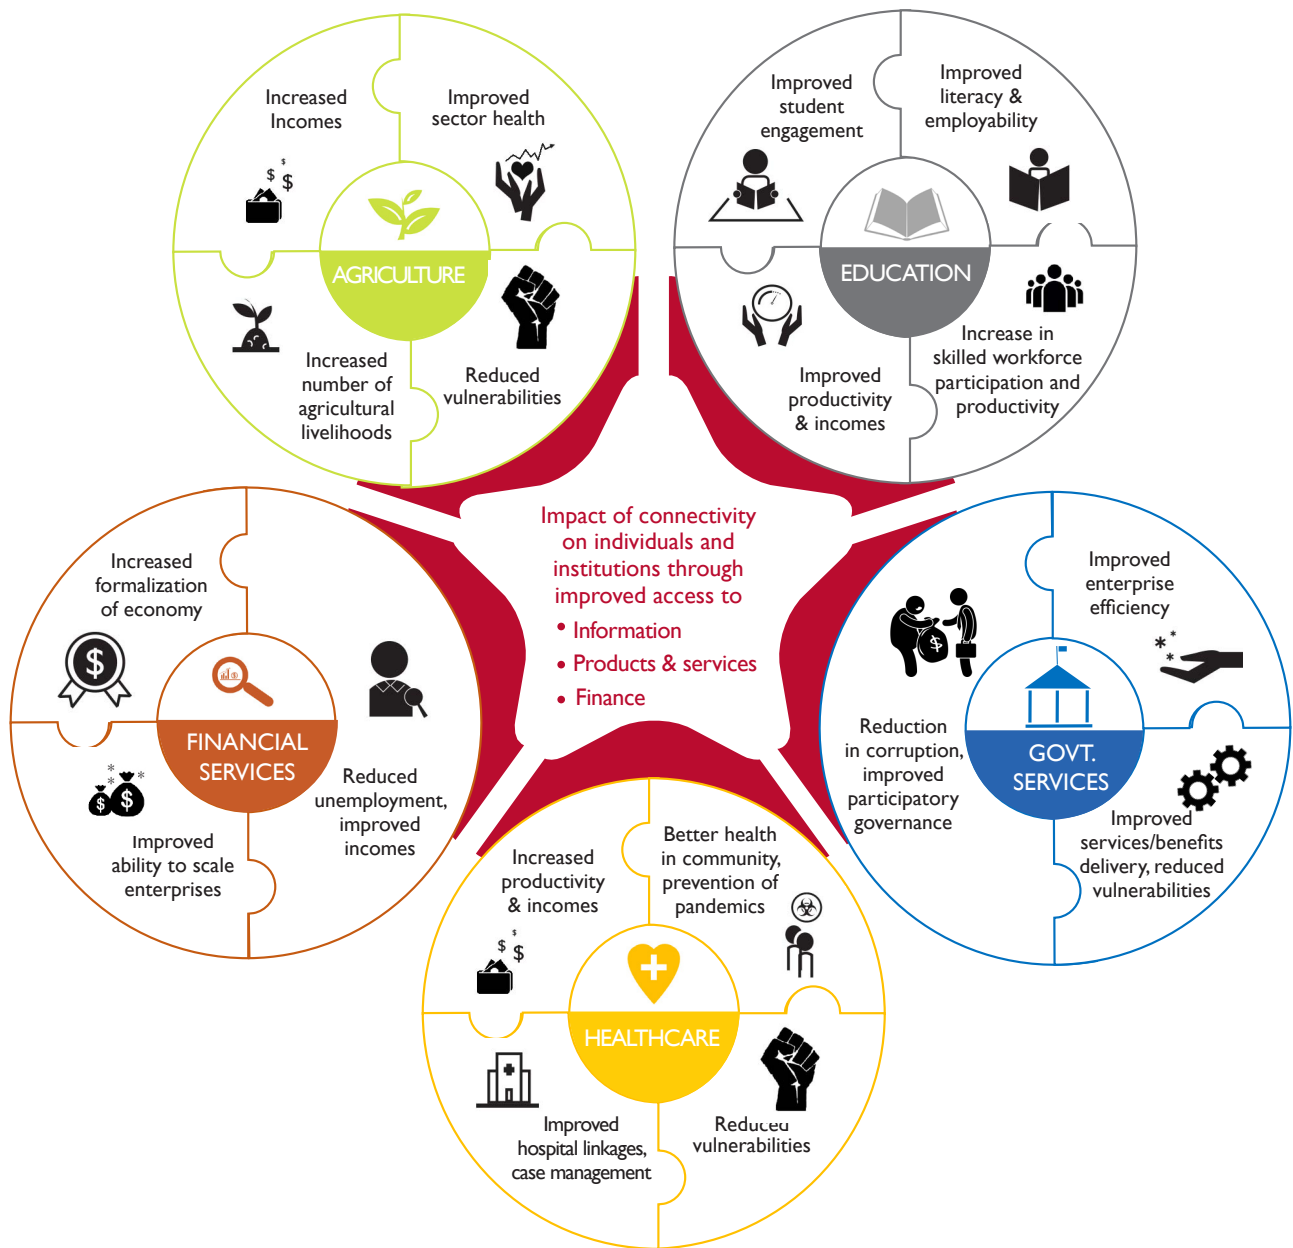 Increased
Incomes
Improved
sector health
AGRICULTURE
Increased
number of
agricultural
livelihoods
Reduced
vulnerabilities
Improved
student
engagement
Improved
literacy &
employability
EDUCATION
Improved
productivity
& incomes
Increase in
skilled workforce
participation and
productivity
Impact of connectivity
on individuals and
institutions through
improved access to
• Information
• Products & services
• Finance
Increased
formalization
of economy
FINANCIAL
SERVICES
Improved
ability to scale
enterprises
Reduced
unemployment,
improved
incomes
Improved
enterprise
efficiency
Reduction
in corruption,
improved
participatory
governance
GOVT.
SERVICES
Improved
services/benefits
delivery, reduced
vulnerabilities
Increased
productivity
& incomes
Better health
in community,
prevention of
pandemics
HEALTHCARE
Improved
hospital linkages,
case management
Reduced
vulnerabilities